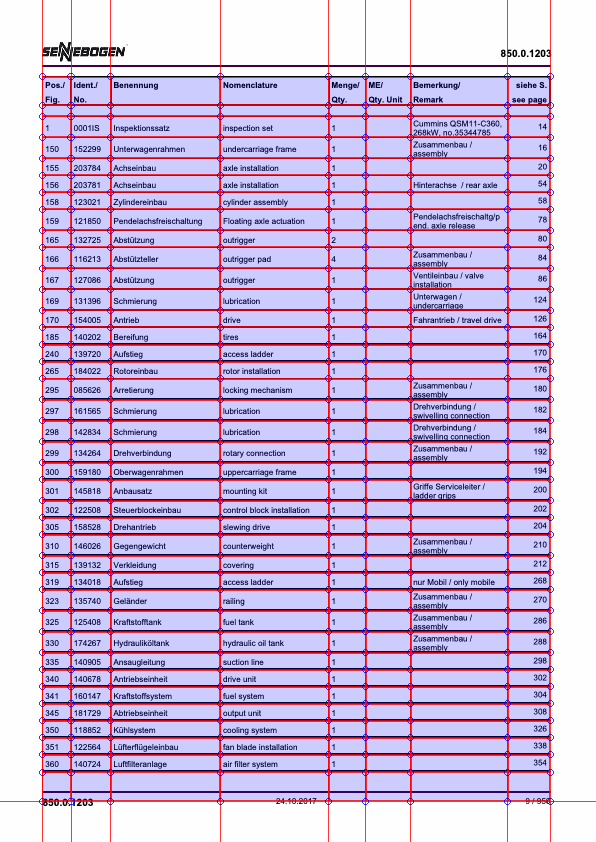 SENNEBOGEN
850.0.1203
Pos./ Ident./ Benennung Nomenclature Menge/ ME/ Bemerkung/ siehe S.
Fig. No. Qty. Qty. Unit Remark see page
1 0001IS Inspektionssatz inspection set 1 Cummins QSM11-C360, 14
268kW, no.35344785
150 152299 Unterwagenrahmen undercarriage frame 1 Zusammenbau / 16
assembly
155 203784 Achseinbau axle installation 1 20
156 203781 Achseinbau axle installation 1 Hinterachse / rear axle 54
158 123021 Zylindereinbau cylinder assembly 1 58
159 121850 Pendelachsfreischaltung Floating axle actuation 1 Pendelachsfreischaltg/p 78
end. axle release
165 132725 Abstützung outrigger 2 80
166 116213 Abstützteller outrigger pad 4 Zusammenbau / 84
assembly
167 127086 Abstützung outrigger 1 Ventileinbau / valve 86
installation
169 131396 Schmierung lubrication 1 Unterwagen / 124
undercarriage
170 154005 Antrieb drive 1 Fahrantrieb / travel drive 126
185 140202 Bereifung tires 1 164
240 139720 Aufstieg access ladder 1 170
265 184022 Rotoreinbau rotor installation 1 176
295 085626 Arretierung locking mechanism 1 Zusammenbau / 180
assembly
297 161565 Schmierung lubrication 1 Drehverbindung / 182
swivelling connection
298 142834 Schmierung lubrication 1 Drehverbindung / 184
swivelling connection
299 134264 Drehverbindung rotary connection 1 Zusammenbau / 192
assembly
300 159180 Oberwagenrahmen uppercarriage frame 1 194
301 145818 Anbausatz mounting kit 1 Griffe Serviceleiter / 200
ladder grips
302 122508 Steuerblockeinbau control block installation 1 202
305 158528 Drehantrieb slewing drive 1 204
310 146026 Gegengewicht counterweight 1 Zusammenbau / 210
assembly
315 139132 Verkleidung covering 1 212
319 134018 Aufstieg access ladder 1 nur Mobil / only mobile 268
323 135740 Geländer railing 1 Zusammenbau / 270
assembly
325 125408 Kraftstofftank fuel tank 1 Zusammenbau / 286
assembly
330 174267 Hydrauliköltank hydraulic oil tank 1 Zusammenbau / 288
assembly
335 140905 Ansaugleitung suction line 1 298
340 140678 Antriebseinheit drive unit 1 302
341 160147 Kraftstoffsystem fuel system 1 304
345 181729 Abtriebseinheit output unit 1 308
350 118852 Kühlsystem cooling system 1 326
351 122564 Lüfterflügeleinbau fan blade installation 1 338
360 140724 Luftfilteranlage air filter system 1 354
850.0.1203 24.10.2017 9 /